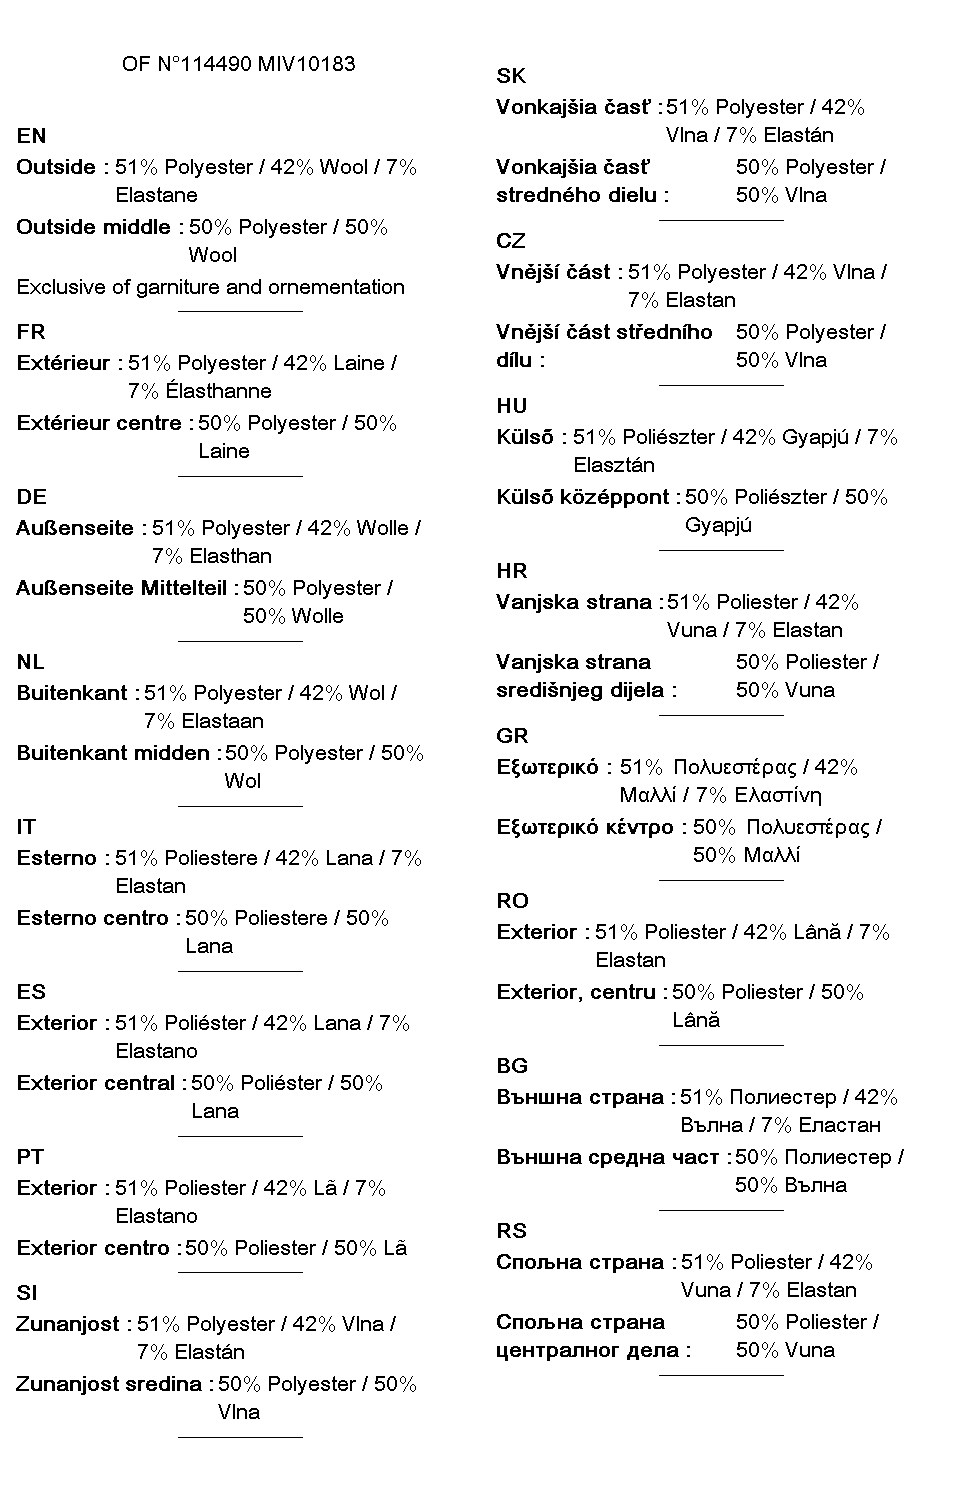 OF N°114490 MIV10183
EN
Outside : 51% Polyester / 42% Wool / 7%
Elastane
Outside middle : 50% Polyester / 50%
Wool
Exclusive of garniture and ornementation
FR
Extérieur : 51% Polyester / 42% Laine /
7% Élasthanne
Extérieur centre : 50% Polyester / 50%
Laine
DE
Außenseite : 51% Polyester / 42% Wolle /
7% Elasthan
Außenseite Mittelteil : 50% Polyester /
50% Wolle
NL
Buitenkant : 51% Polyester / 42% Wol /
7% Elastaan
Buitenkant midden : 50% Polyester / 50%
Wol
IT
Esterno : 51% Poliestere / 42% Lana / 7%
Elastan
Esterno centro : 50% Poliestere / 50%
Lana
ES
Exterior : 51% Poliéster / 42% Lana / 7%
Elastano
Exterior central : 50% Poliéster / 50%
Lana
PT
Exterior : 51% Poliester / 42% Lã / 7%
Elastano
Exterior centro : 50% Poliester / 50% Lã
SI
Zunanjost : 51% Polyester / 42% Vlna /
7% Elastán
Zunanjost sredina : 50% Polyester / 50%
Vlna
SK
Vonkajšia časť : 51% Polyester / 42%
Vlna / 7% Elastán
Vonkajšia časť 50% Polyester /
stredného dielu : 50% Vlna
CZ
Vnější část : 51% Polyester / 42% Vlna /
7% Elastan
Vnější část středního 50% Polyester /
dílu : 50% Vlna
HU
Külső : 51% Poliészter / 42% Gyapjú / 7%
Elasztán
Külső középpont : 50% Poliészter / 50%
Gyapjú
HR
Vanjska strana : 51% Poliester / 42%
Vuna / 7% Elastan
Vanjska strana 50% Poliester /
središnjeg dijela : 50% Vuna
GR
Εξωτερικό : 51% Πολυεστέρας / 42%
Μαλλί / 7% Ελαστίνη
Εξωτερικό κέντρο : 50% Πολυεστέρας /
50% Μαλλί
RO
Exterior : 51% Poliester / 42% Lână / 7%
Elastan
Exterior, centru : 50% Poliester / 50%
Lână
BG
Външна страна : 51% Полиестер / 42%
Вълна / 7% Еластан
Външна средна част : 50% Полиестер /
50% Вълна
RS
Спољна страна : 51% Poliester / 42%
Vuna / 7% Elastan
Спољна страна 50% Poliester /
централног дела : 50% Vuna